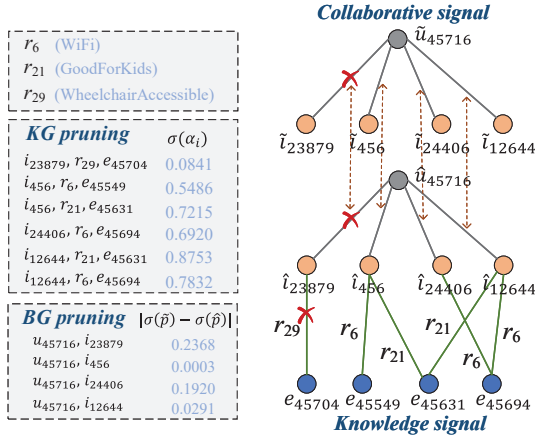 r6 (WiFi)
r21 (GoodForKids)
r29 (WheelchairAccessible)
KG pruning σ(αi)
i23879, r29, e45704 0.0841
i456, r6, e45549 0.5486
i456, r21, e45631 0.7215
i24406, r6, e45694 0.6920
i12644, r21, e45631 0.8753
i12644, r6, e45694 0.7832
BG pruning |σ(p̃) − σ(p̂)|
u45716, i23879 0.2368
u45716, i456 0.0003
u45716, i24406 0.1920
u45716, i12644 0.0291
Collaborative signal
ũ45716
ĩ23879 ĩ456 ĩ24406 ĩ12644
û45716
î23879 î456 î24406 î12644
r29 r6 r21 r21 r6 r6
e45704 e45549 e45631 e45694
Knowledge signal